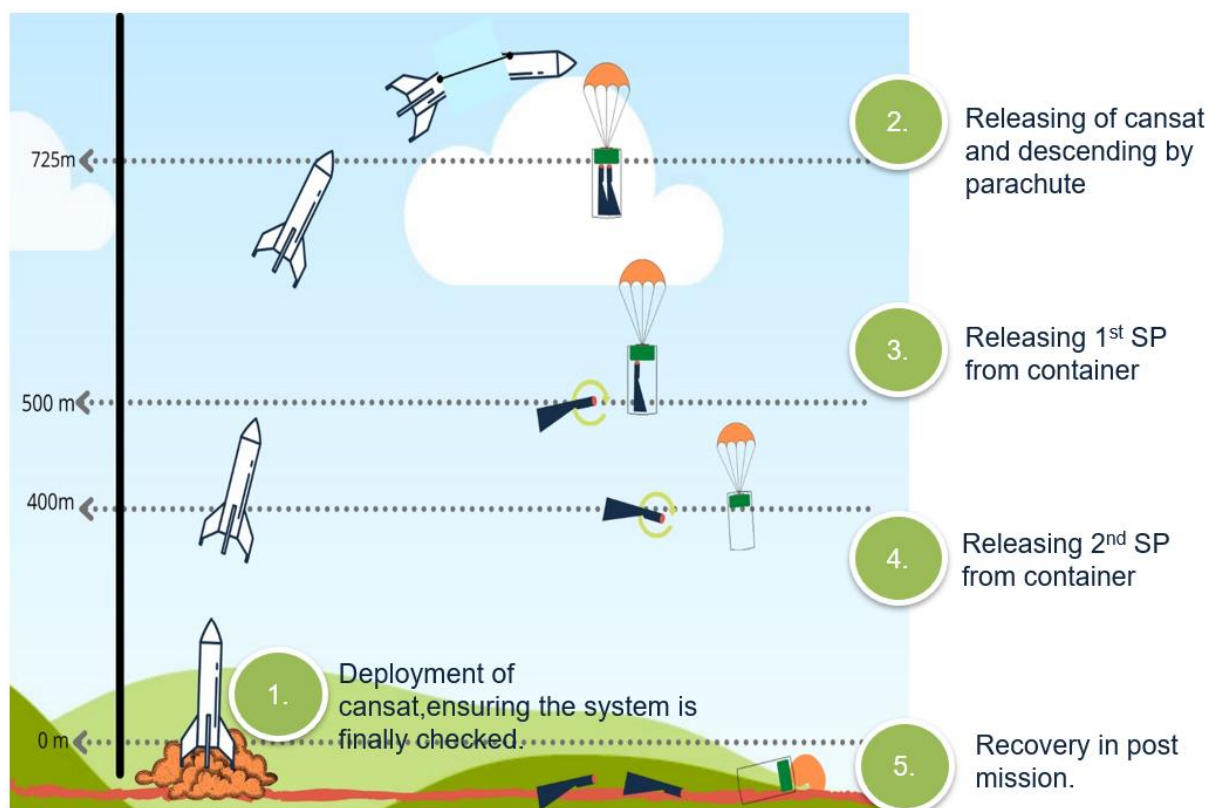 2.
Releasing of cansat
and descending by
parachute
725m
3.
Releasing 1st SP
from container
500 m
400m
4.
Releasing 2nd SP
from container
1.
Deployment of
cansat,ensuring the system is
finally checked.
0 m
5.
Recovery in post
mission.